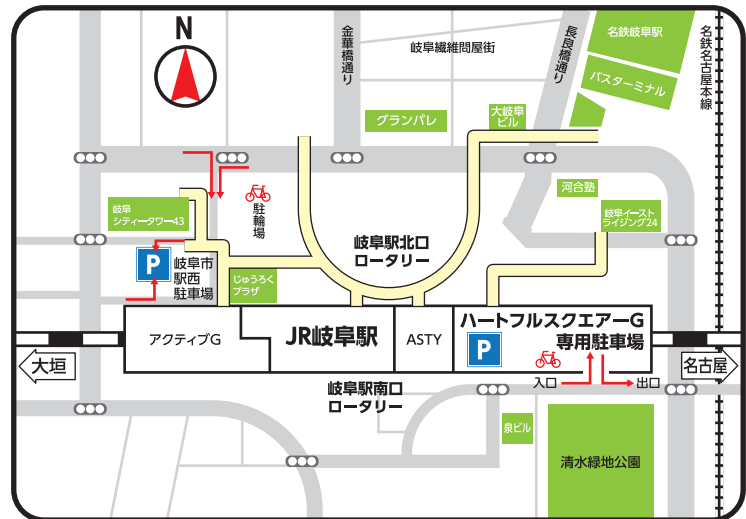 N
金華橋通り
岐阜繊維問屋街
長良橋通り
名鉄岐阜駅
バスターミナル
名鉄名古屋本線
グランパレ
大岐阜
ビル
河合塾
岐阜イースト
ライジング24
岐阜
シティータワー43
駐輪場
岐阜駅北口
ロータリー
P
岐阜市
駅西
駐車場
じゅうろく
プラザ
アクティブG
JR岐阜駅
ASTY
ハートフルスクエアーG
専用駐車場
P
大垣
名古屋
入口
出口
岐阜駅南口
ロータリー
泉ビル
清水緑地公園